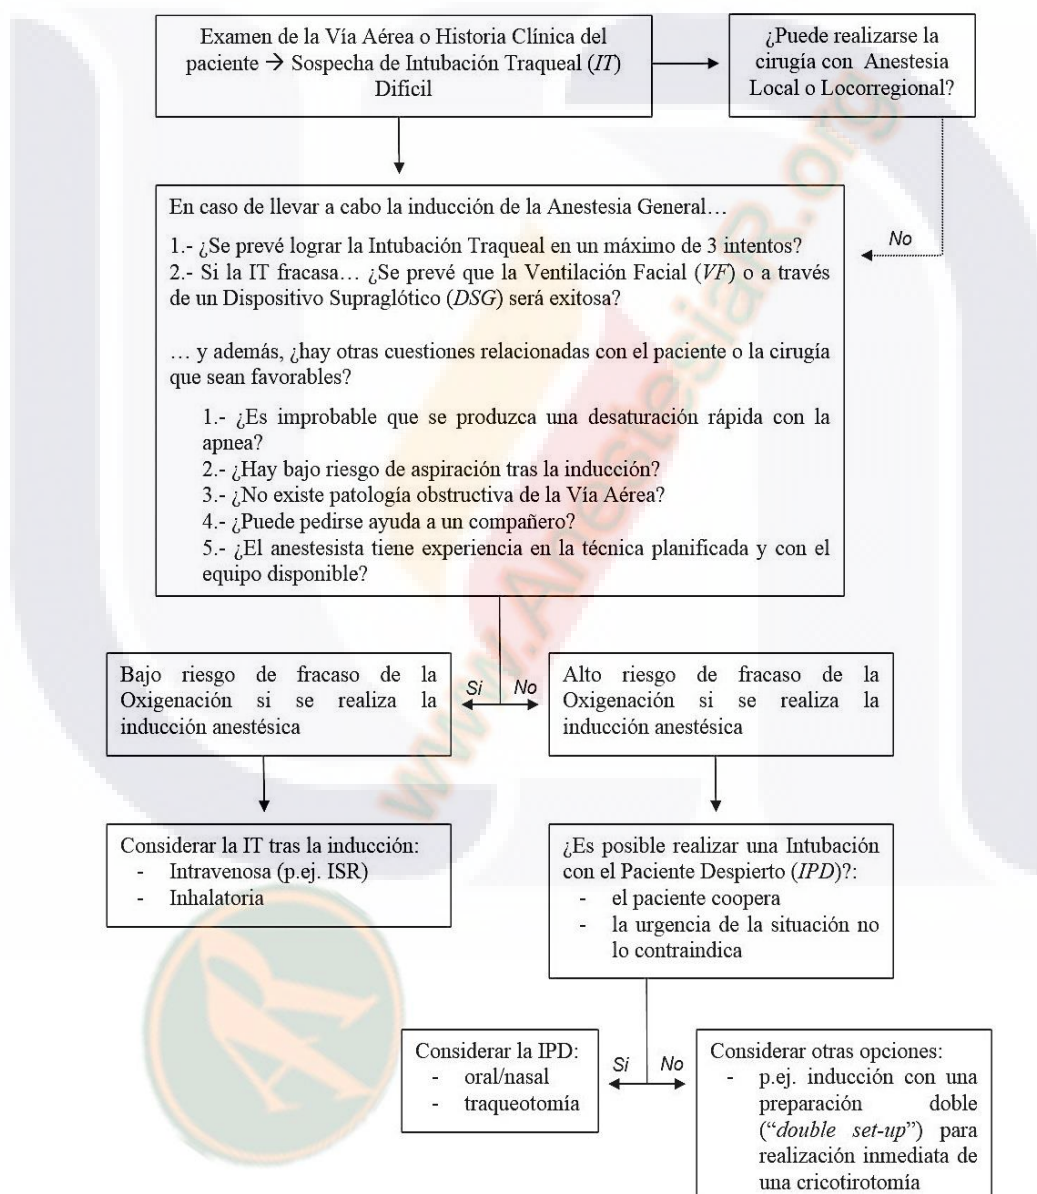 Examen de la Vía Aérea o Historia Clínica del
paciente → Sospecha de Intubación Traqueal (IT)
Difícil
¿Puede realizarse la
cirugía con Anestesia
Local o Locorregional?
En caso de llevar a cabo la inducción de la Anestesia General…
1.- ¿Se prevé lograr la Intubación Traqueal en un máximo de 3 intentos?
2.- Si la IT fracasa… ¿Se prevé que la Ventilación Facial (VF) o a través
de un Dispositivo Supraglótico (DSG) será exitosa?
… y además, ¿hay otras cuestiones relacionadas con el paciente o la cirugía
que sean favorables?
1.- ¿Es improbable que se produzca una desaturación rápida con la
apnea?
2.- ¿Hay bajo riesgo de aspiración tras la inducción?
3.- ¿No existe patología obstructiva de la Vía Aérea?
4.- ¿Puede pedirse ayuda a un compañero?
5.- ¿El anestesista tiene experiencia en la técnica planificada y con el
equipo disponible?
No
Bajo riesgo de fracaso de la
Oxigenación si se realiza la
inducción anestésica
Si No
Alto riesgo de fracaso de la
Oxigenación si se realiza la
inducción anestésica
Considerar la IT tras la inducción:
- Intravenosa (p.ej. ISR)
- Inhalatoria
¿Es posible realizar una Intubación
con el Paciente Despierto (IPD)?:
- el paciente coopera
- la urgencia de la situación no
lo contraindica
Considerar la IPD:
- oral/nasal
- traqueotomía
Si No
Considerar otras opciones:
- p.ej. inducción con una
preparación doble
("double set-up") para
realización inmediata de
una cricotirotomía
www.AnestesiaR.org